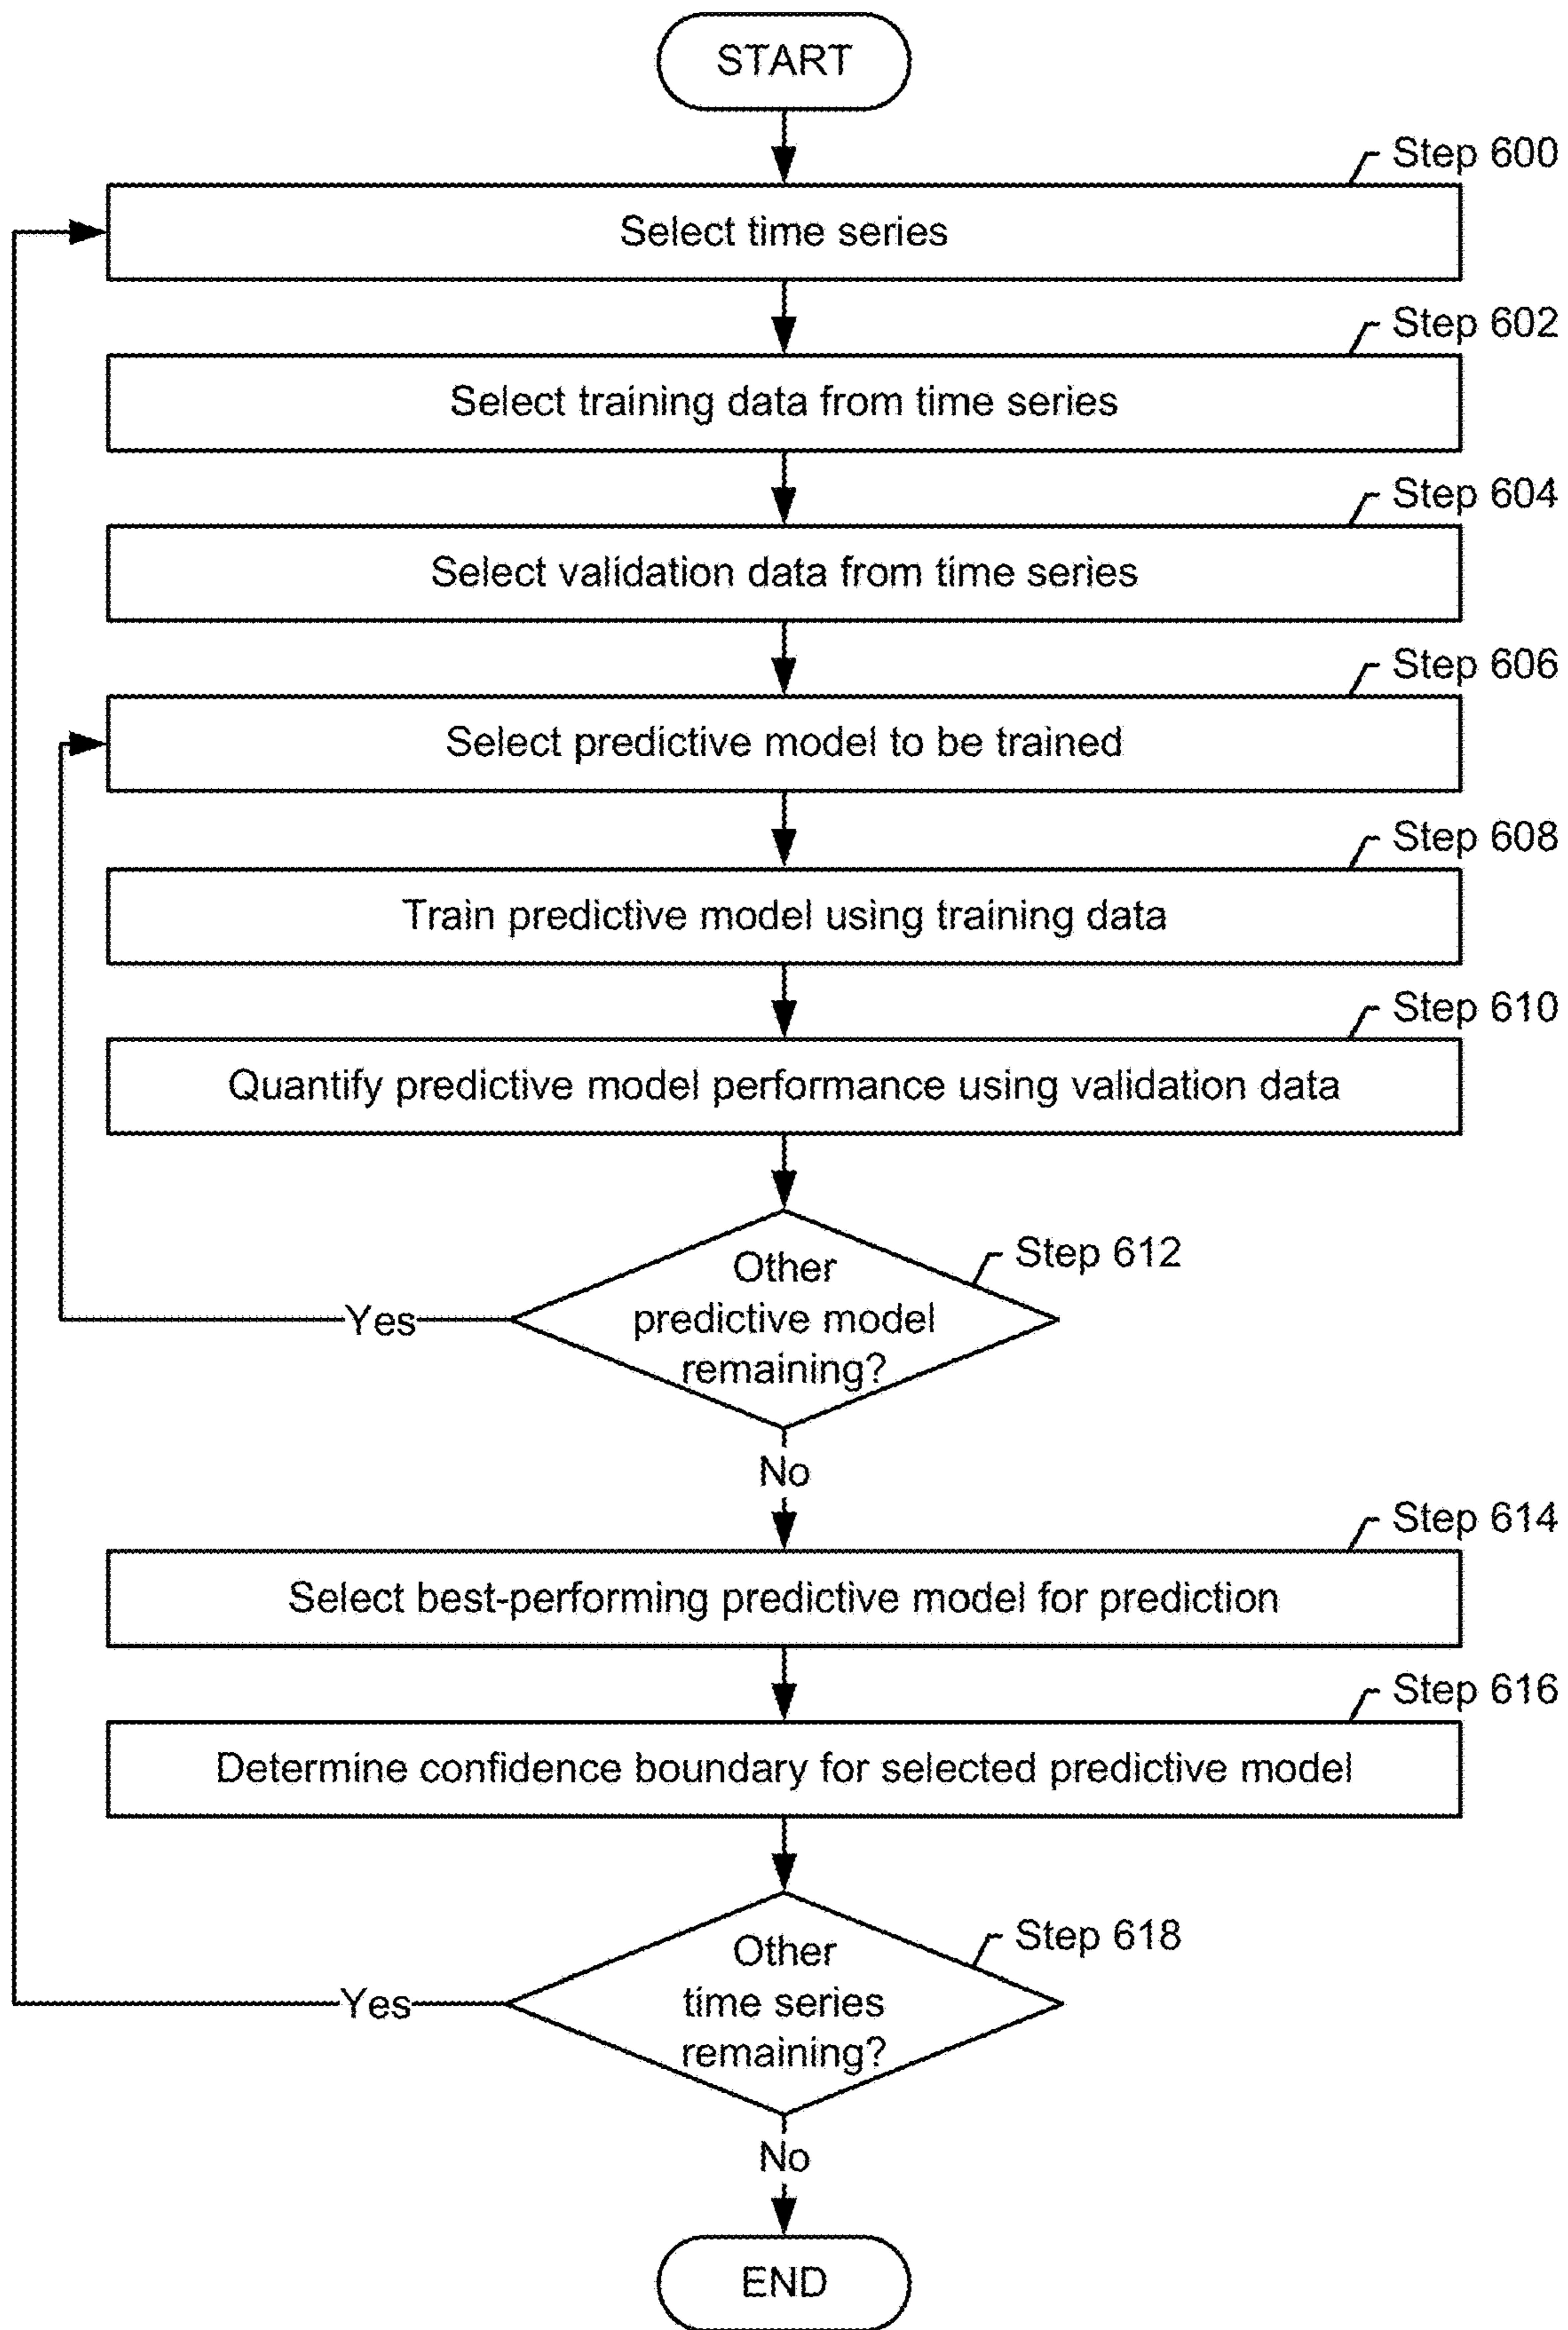 START
Step 600
Select time series
Step 602
Select training data from time series
Step 604
Select validation data from time series
Step 606
Select predictive model to be trained
Step 608
Train predictive model using training data
Step 610
Quantify predictive model performance using validation data
Step 612
Other
predictive model
remaining?
Yes
No
Step 614
Select best-performing predictive model for prediction
Step 616
Determine confidence boundary for selected predictive model
Step 618
Other
time series
remaining?
Yes
No
END